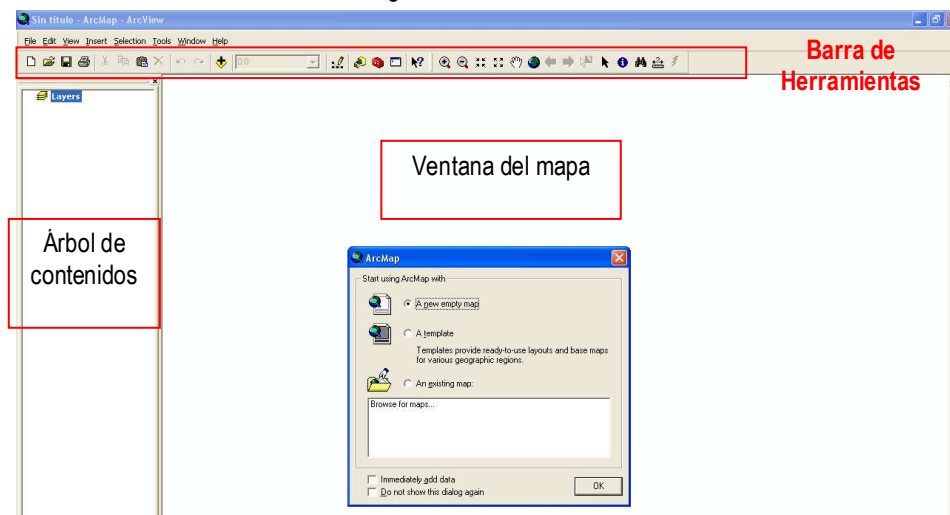 Sin título - ArcMap - ArcView
File Edit View Insert Selection Tools Window Help
0.0
Barra de
Herramientas
Layers
Ventana del mapa
Árbol de
contenidos
ArcMap
Start using ArcMap with
A new empty map
A template
Templates provide ready-to-use layouts and base maps
for various geographic regions.
An existing map:
Browse for maps...
Immediately add data
Do not show this dialog again
OK